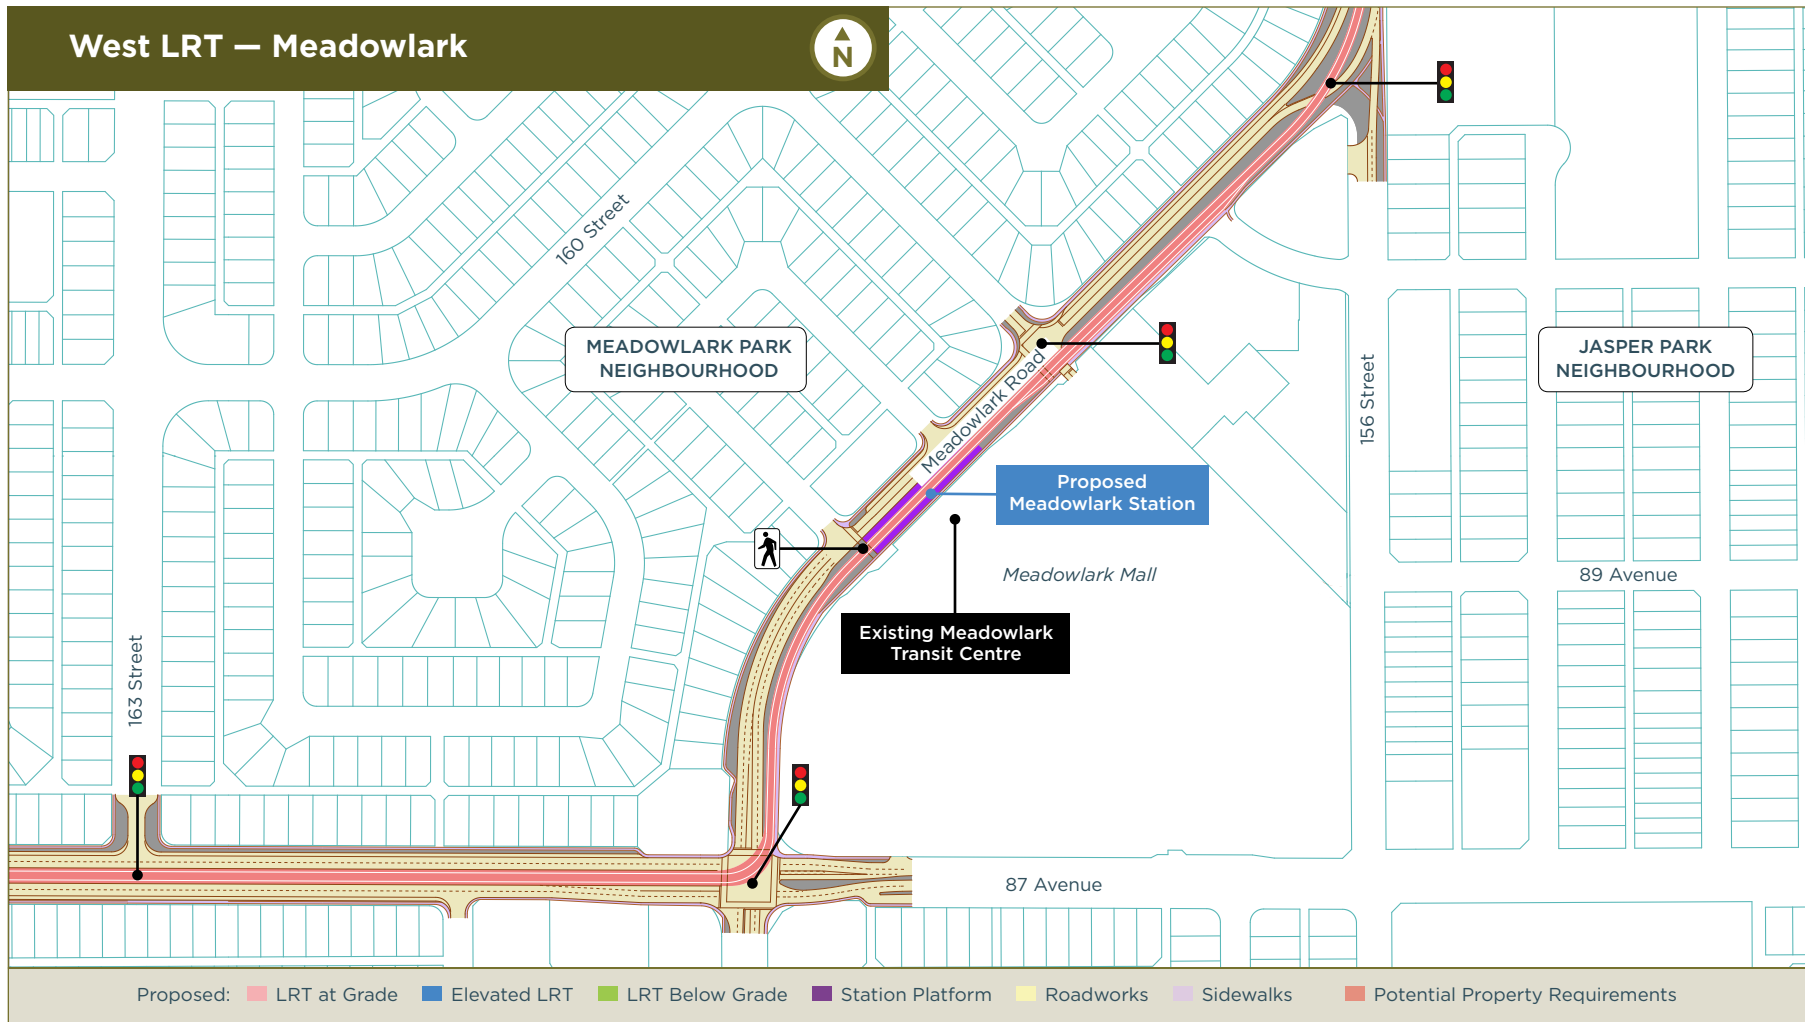 West LRT — Meadowlark
N
160 Street
MEADOWLARK PARK
NEIGHBOURHOOD
JASPER PARK
NEIGHBOURHOOD
156 Street
Meadowlark Road
Proposed
Meadowlark Station
Meadowlark Mall
89 Avenue
Existing Meadowlark
Transit Centre
163 Street
87 Avenue
Proposed: LRT at Grade Elevated LRT LRT Below Grade Station Platform Roadworks Sidewalks Potential Property Requirements